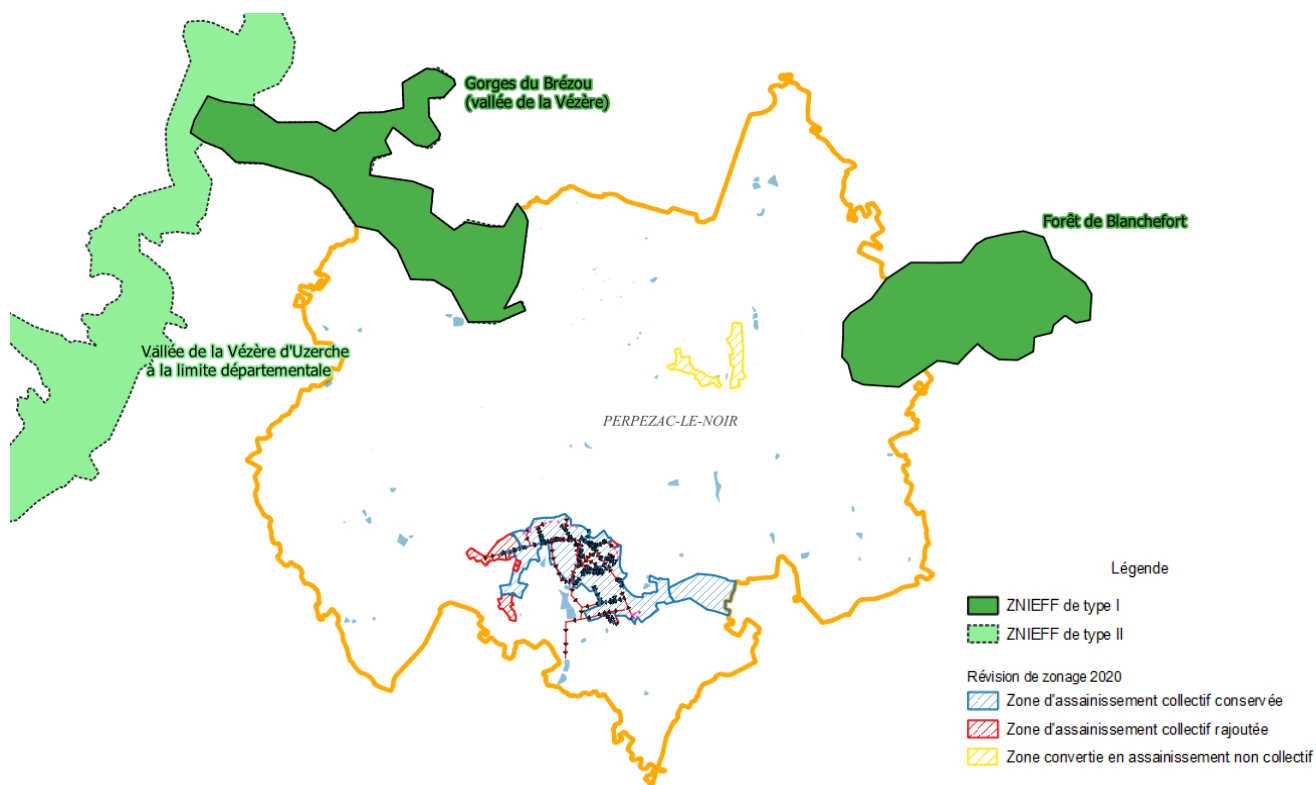 Gorges du Brézou
(vallée de la Vézère)
Forêt de Blanchefort
Vallée de la Vézère d'Uzerche
à la limite départementale
PERPEZAC-LE-NOIR
Légende
ZNIEFF de type I
ZNIEFF de type II
Révision de zonage 2020
Zone d'assainissement collectif conservée
Zone d'assainissement collectif rajoutée
Zone convertie en assainissement non collectif